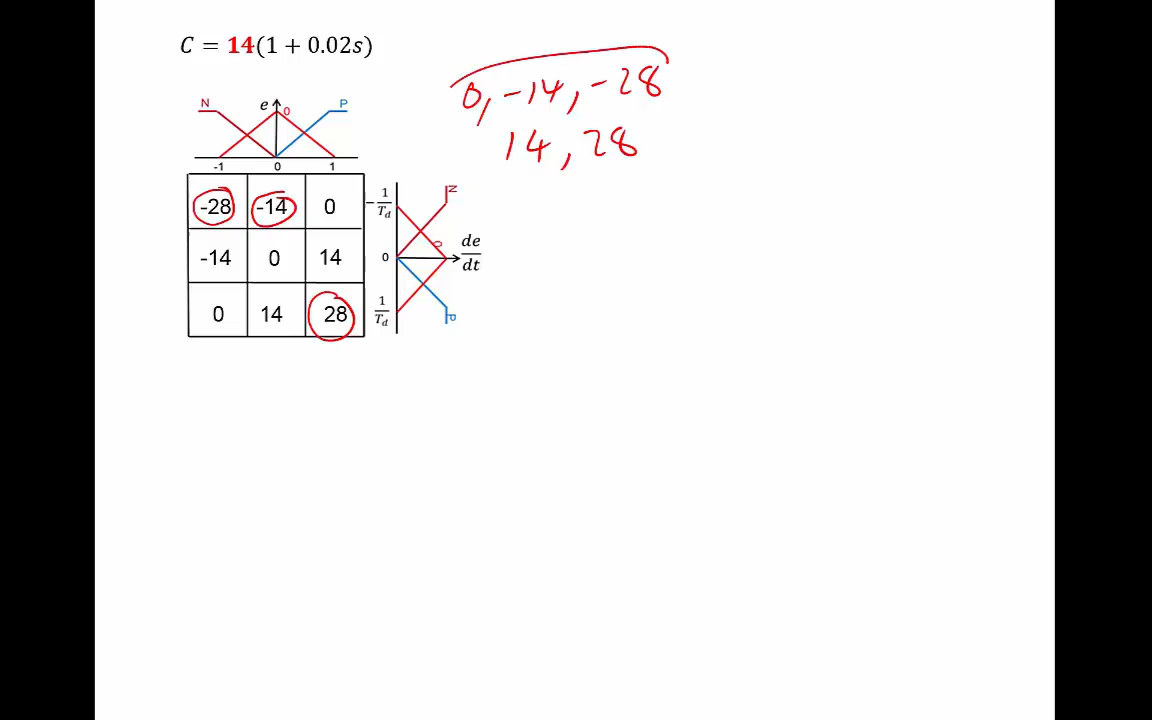 C = 14(1 + 0.02s)
0, -14, -28
14, 28
N e 0 P
-1 0 1
-28 -14 0
-14 0 14
0 14 28
-1/T_d N
0 0 de/dt
1/T_d P